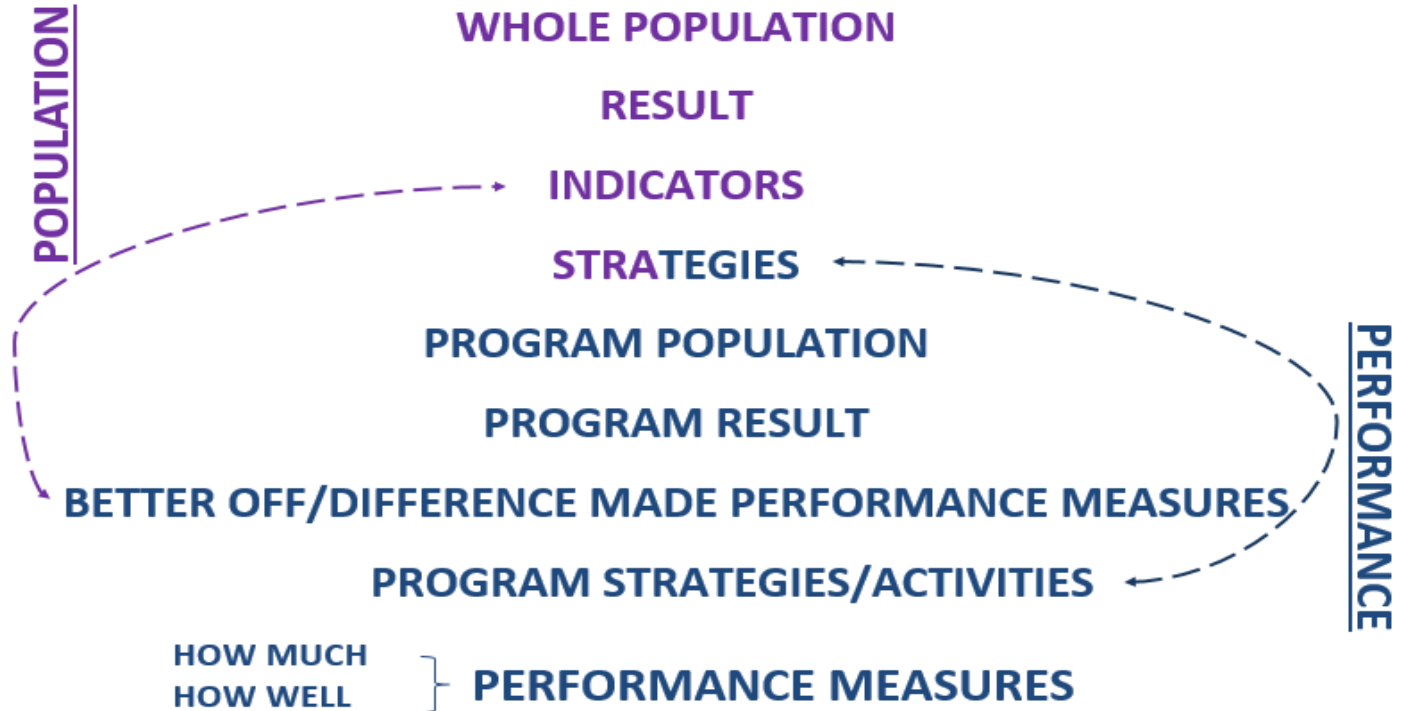 POPULATION
WHOLE POPULATION
RESULT
INDICATORS
STRATEGIES
PROGRAM POPULATION
PROGRAM RESULT
BETTER OFF/DIFFERENCE MADE PERFORMANCE MEASURES
PROGRAM STRATEGIES/ACTIVITIES
PERFORMANCE
HOW MUCH
HOW WELL
PERFORMANCE MEASURES